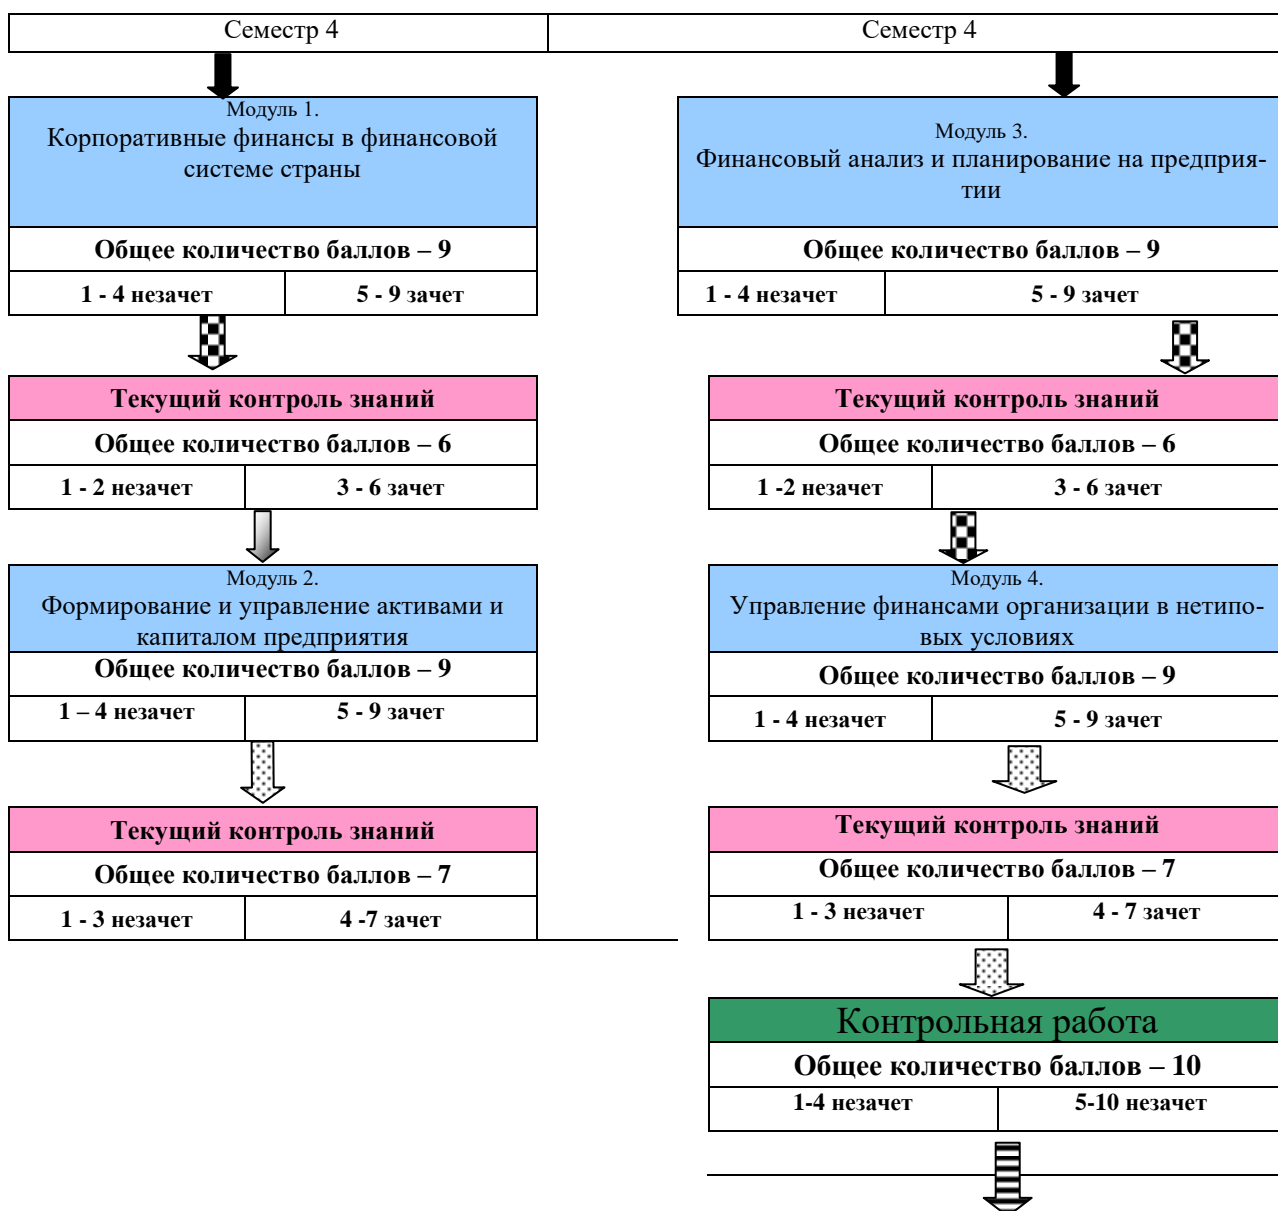 Семестр 4
Семестр 4
Модуль 1.
Корпоративные финансы в финансовой
системе страны
Общее количество баллов – 9
1 - 4 незачет
5 - 9 зачет
Текущий контроль знаний
Общее количество баллов – 6
1 - 2 незачет
3 - 6 зачет
Модуль 2.
Формирование и управление активами и
капиталом предприятия
Общее количество баллов – 9
1 – 4 незачет
5 - 9 зачет
Текущий контроль знаний
Общее количество баллов – 7
1 - 3 незачет
4 -7 зачет
Модуль 3.
Финансовый анализ и планирование на предприя-
тии
Общее количество баллов – 9
1 - 4 незачет
5 - 9 зачет
Текущий контроль знаний
Общее количество баллов – 6
1 -2 незачет
3 - 6 зачет
Модуль 4.
Управление финансами организации в нетипо-
вых условиях
Общее количество баллов – 9
1 - 4 незачет
5 - 9 зачет
Текущий контроль знаний
Общее количество баллов – 7
1 - 3 незачет
4 - 7 зачет
Контрольная работа
Общее количество баллов – 10
1-4 незачет
5-10 незачет